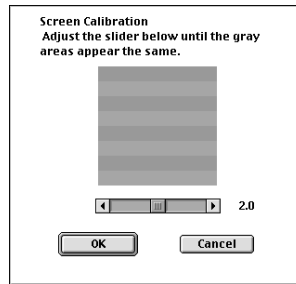 Screen Calibration
Adjust the slider below until the gray
areas appear the same.
2.0
OK
Cancel